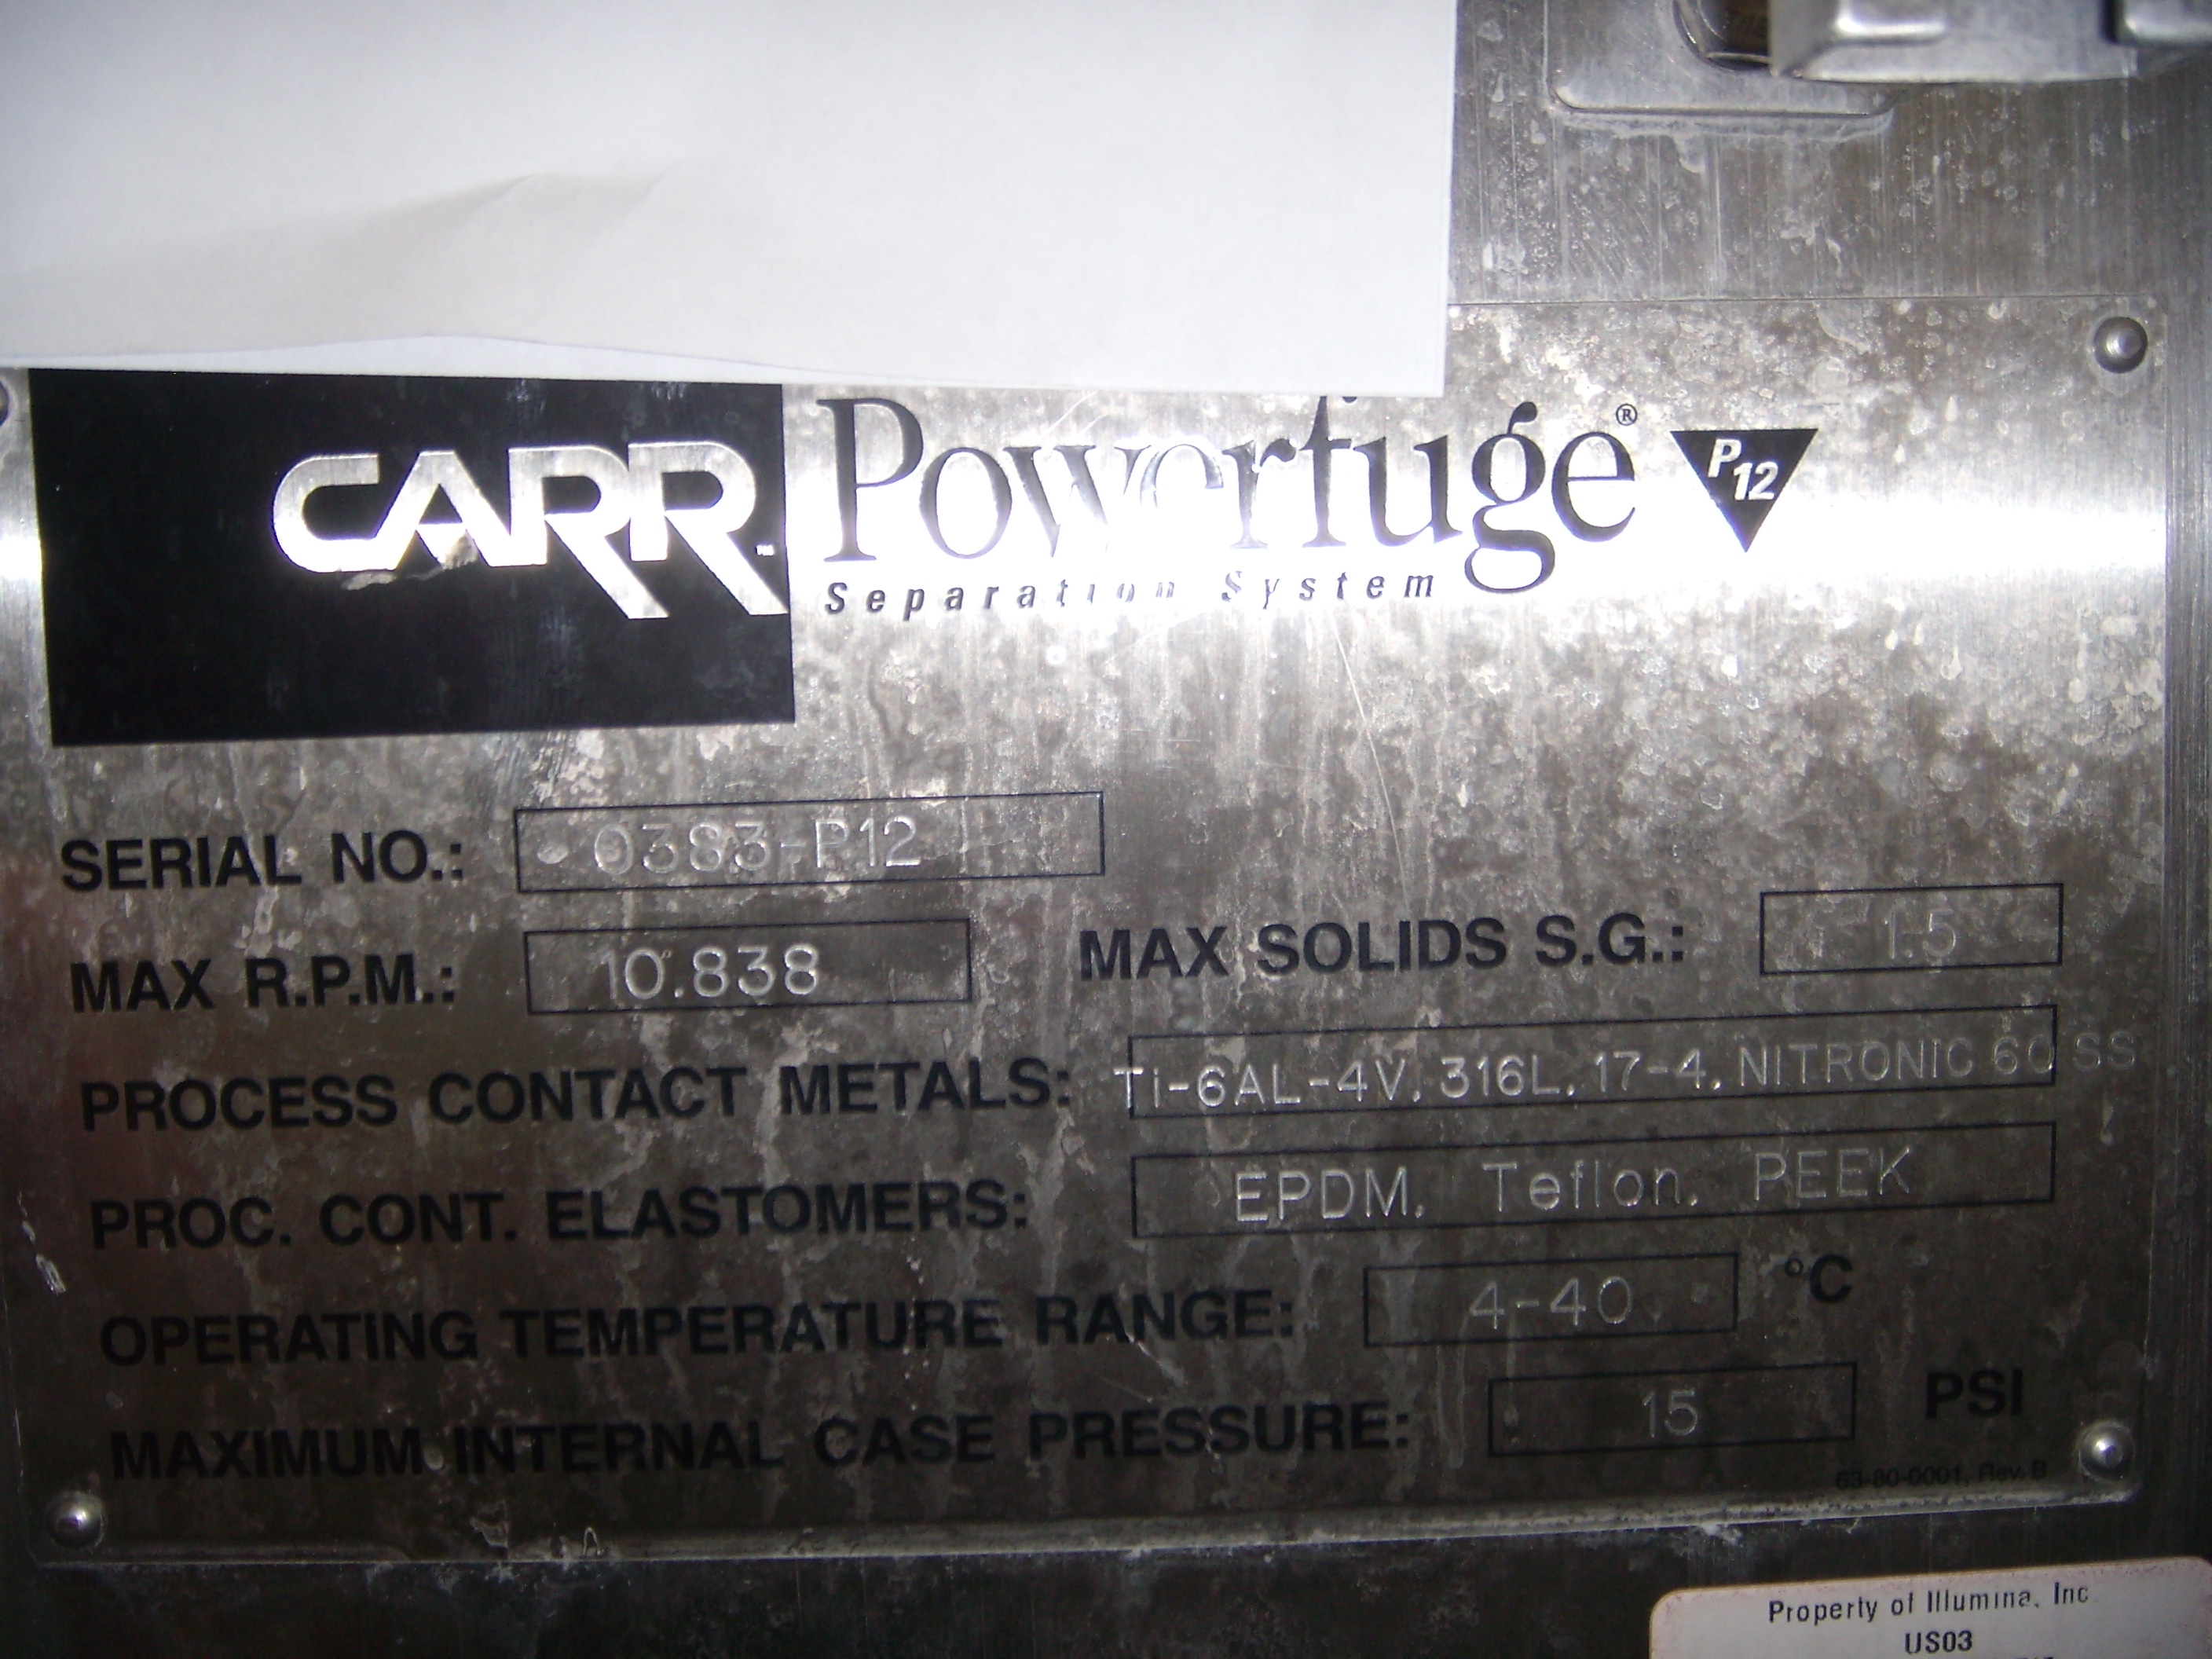 CARR™ Powerfuge® P12
Separation System
SERIAL NO.: 0383-P12
MAX R.P.M.: 10.838 MAX SOLIDS S.G.: 1.5
PROCESS CONTACT METALS: Ti-6AL-4V, 316L, 17-4, NITRONIC 60 SS
PROC. CONT. ELASTOMERS: EPDM, Teflon, PEEK
OPERATING TEMPERATURE RANGE: 4-40 °C
MAXIMUM INTERNAL CASE PRESSURE: 15 PSI
63-80-0001, Rev. B
Property of Illumina, Inc
US03